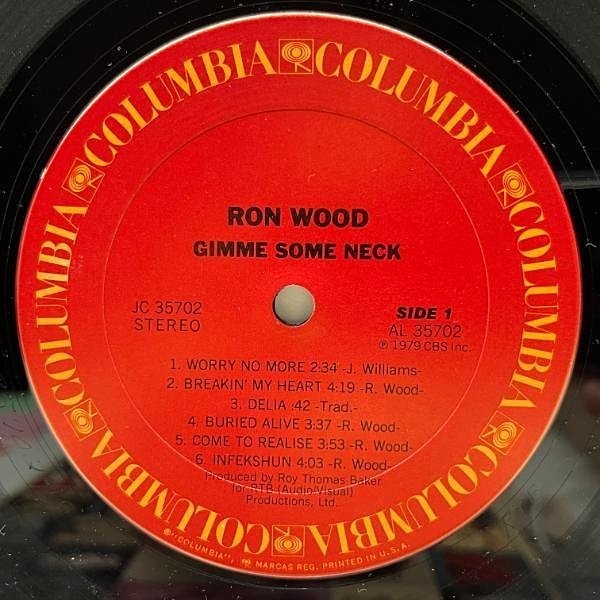 COLUMBIA COLUMBIA COLUMBIA COLUMBIA COLUMBIA COLUMBIA
RON WOOD
GIMME SOME NECK
JC 35702
STEREO
SIDE 1
AL 35702
Ⓟ 1979 CBS Inc.
1. WORRY NO MORE 2:34 -J. Williams-
2. BREAKIN' MY HEART 4:19 -R. Wood-
3. DELIA :42 -Trad.-
4. BURIED ALIVE 3:37 -R. Wood-
5. COME TO REALISE 3:53 -R. Wood-
6. INFEKSHUN 4:03 -R. Wood-
Produced by Roy Thomas Baker
for RTB (Audio/Visual)
Productions, Ltd.
®"COLUMBIA", MARCAS REG. PRINTED IN U.S.A.